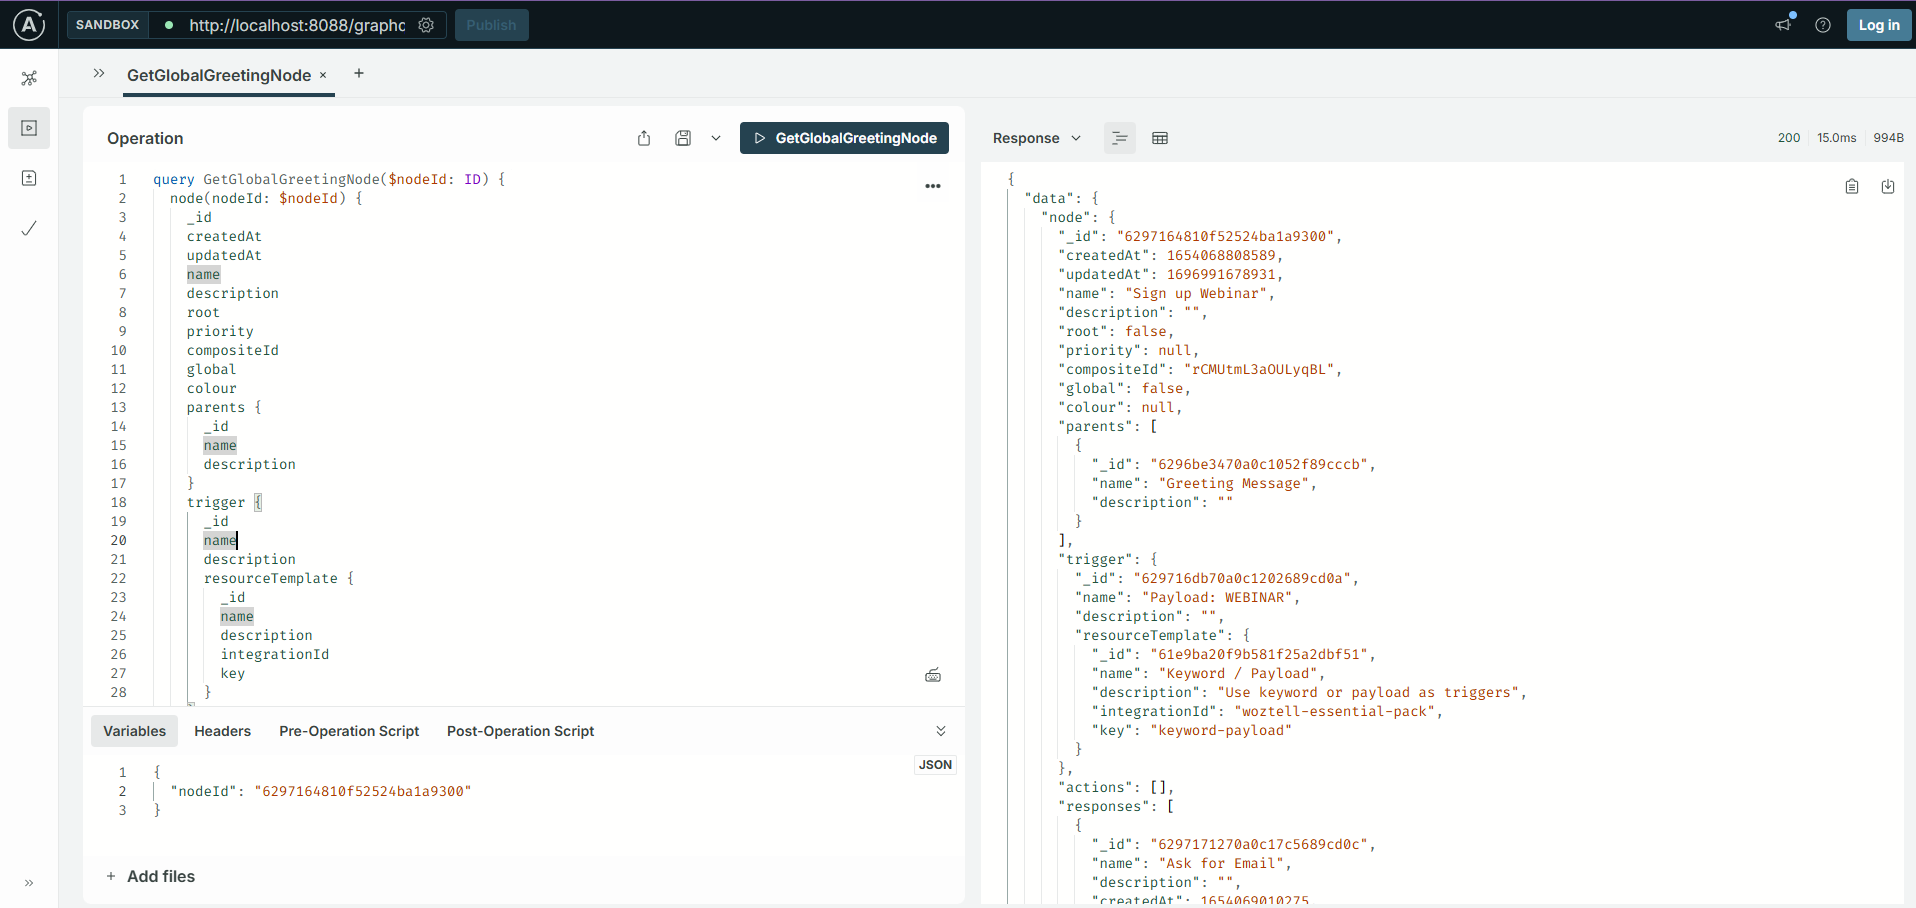 A SANDBOX http://localhost:8088/graphc Publish Log in
GetGlobalGreetingNode × +
Operation GetGlobalGreetingNode
1 query GetGlobalGreetingNode($nodeId: ID) {
2 node(nodeId: $nodeId) {
3 _id
4 createdAt
5 updatedAt
6 name
7 description
8 root
9 priority
10 compositeId
11 global
12 colour
13 parents {
14 _id
15 name
16 description
17 }
18 trigger {
19 _id
20 name
21 description
22 resourceTemplate {
23 _id
24 name
25 description
26 integrationId
27 key
28 }
Variables Headers Pre-Operation Script Post-Operation Script
JSON
1 {
2 "nodeId": "6297164810f52524ba1a9300"
3 }
+ Add files
Response 200 15.0ms 994B
{
"data": {
"node": {
"_id": "6297164810f52524ba1a9300",
"createdAt": 1654068808589,
"updatedAt": 1696991678931,
"name": "Sign up Webinar",
"description": "",
"root": false,
"priority": null,
"compositeId": "rCMUtmL3aOULyqBL",
"global": false,
"colour": null,
"parents": [
{
"_id": "6296be3470a0c1052f89cccb",
"name": "Greeting Message",
"description": ""
}
],
"trigger": {
"_id": "629716db70a0c1202689cd0a",
"name": "Payload: WEBINAR",
"description": "",
"resourceTemplate": {
"_id": "61e9ba20f9b581f25a2dbf51",
"name": "Keyword / Payload",
"description": "Use keyword or payload as triggers",
"integrationId": "woztell-essential-pack",
"key": "keyword-payload"
}
},
"actions": [],
"responses": [
{
"_id": "6297171270a0c17c5689cd0c",
"name": "Ask for Email",
"description": "",
"createdAt": 1654069010275